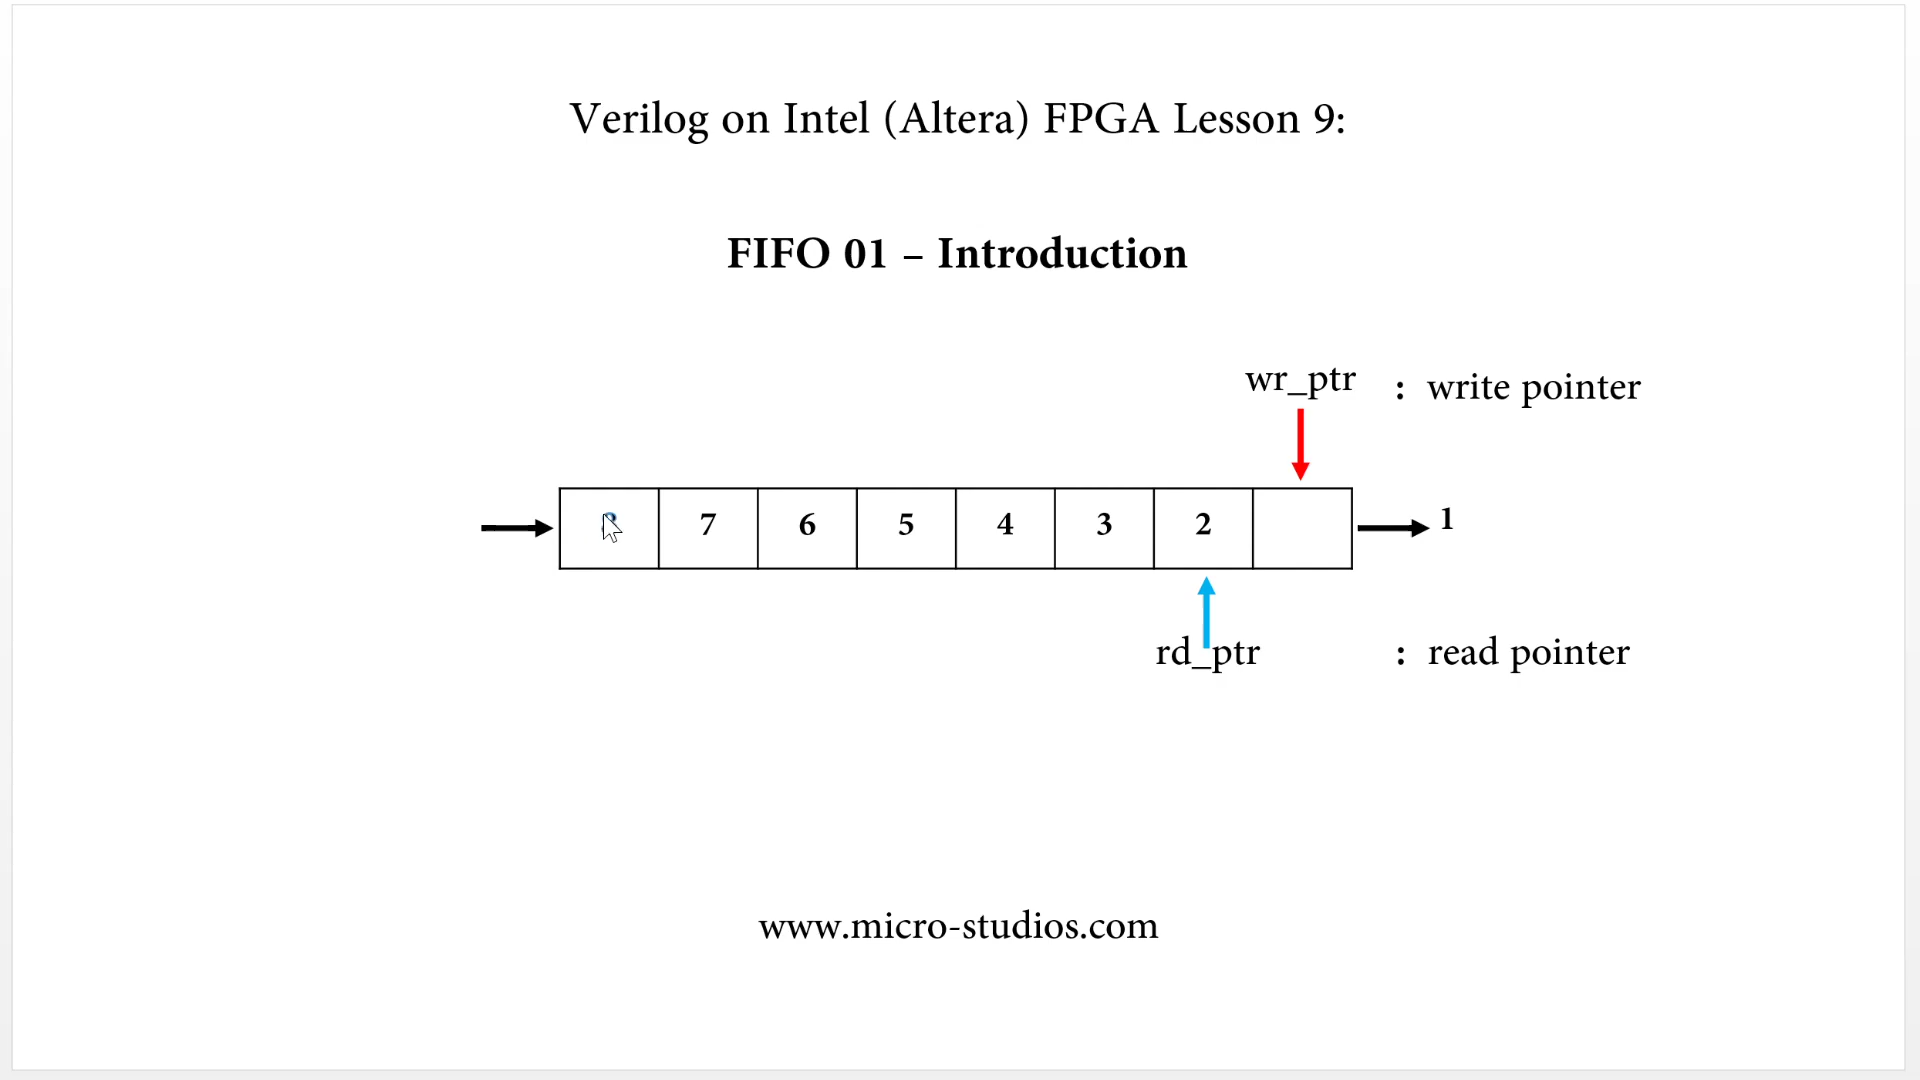 Verilog on Intel (Altera) FPGA Lesson 9:
FIFO 01 – Introduction
wr_ptr : write pointer
7 6 5 4 3 2 1
rd_ptr : read pointer
www.micro-studios.com